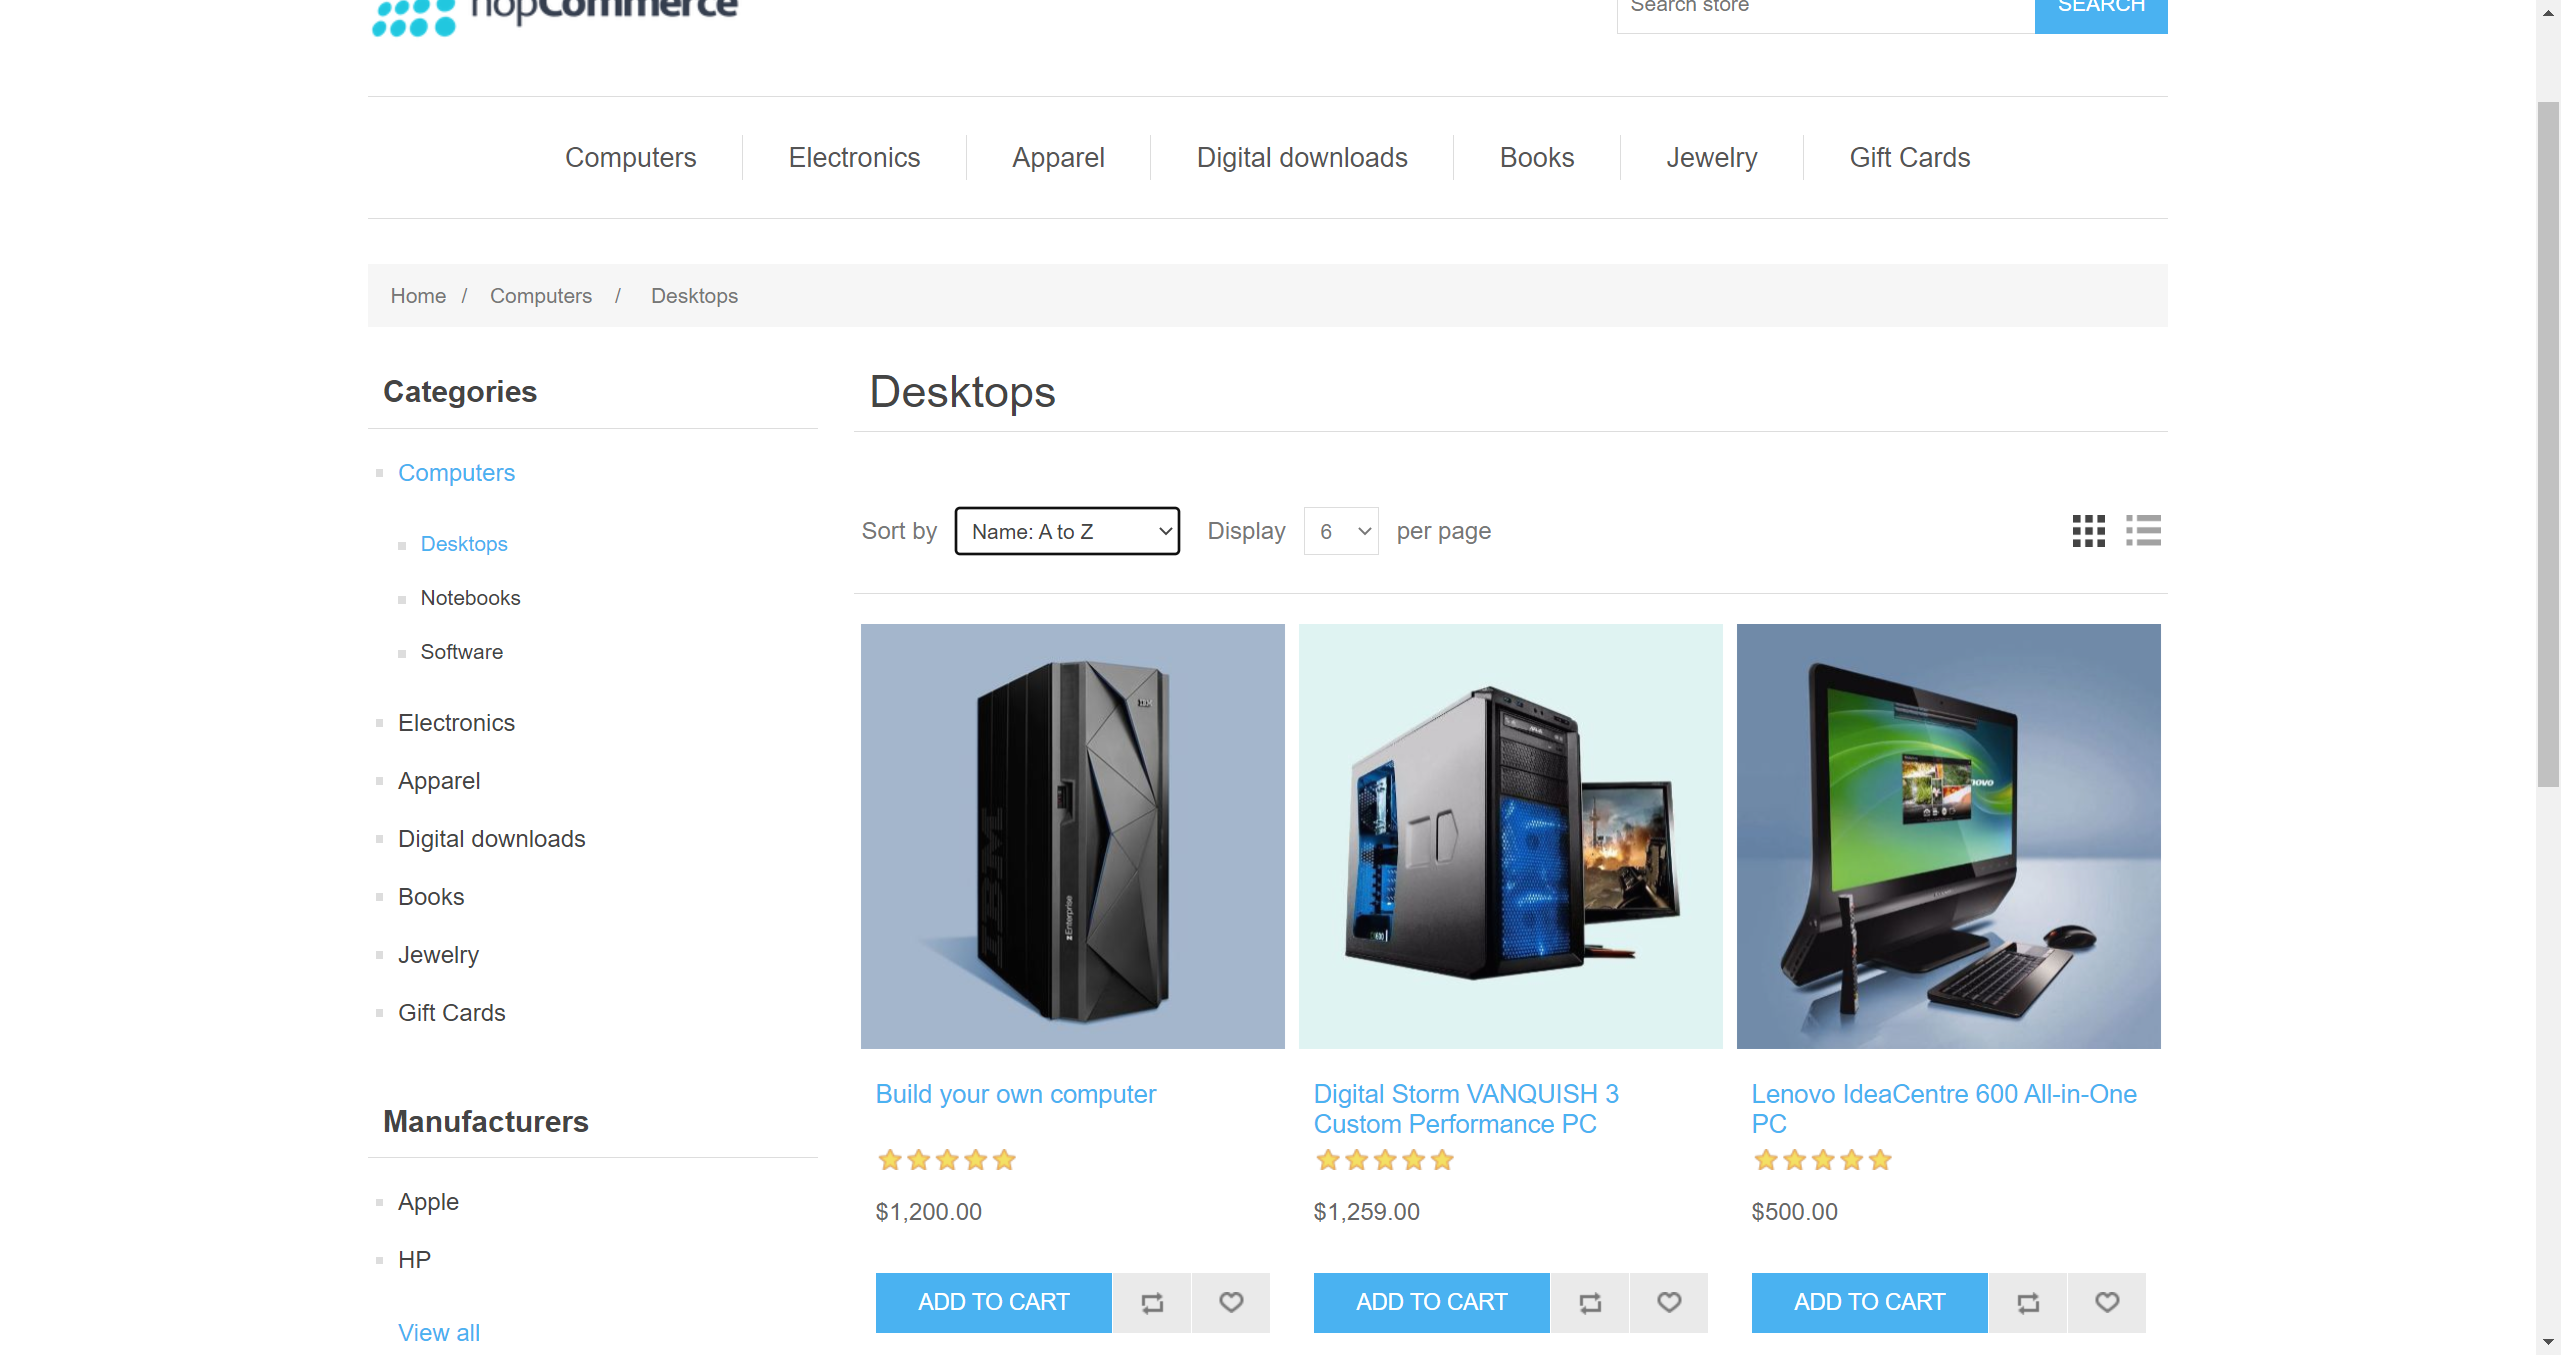 nopCommerce
Search store
SEARCH
Computers
Electronics
Apparel
Digital downloads
Books
Jewelry
Gift Cards
Home / Computers / Desktops
Categories
Computers
Desktops
Notebooks
Software
Electronics
Apparel
Digital downloads
Books
Jewelry
Gift Cards
Manufacturers
Apple
HP
View all
Desktops
Sort by Name: A to Z Display 6 per page
IBM
IBM
zEnterprise
Build your own computer
$1,200.00
ADD TO CART
Digital Storm VANQUISH 3
Custom Performance PC
$1,259.00
ADD TO CART
Lenovo IdeaCentre 600 All-in-One
PC
$500.00
ADD TO CART